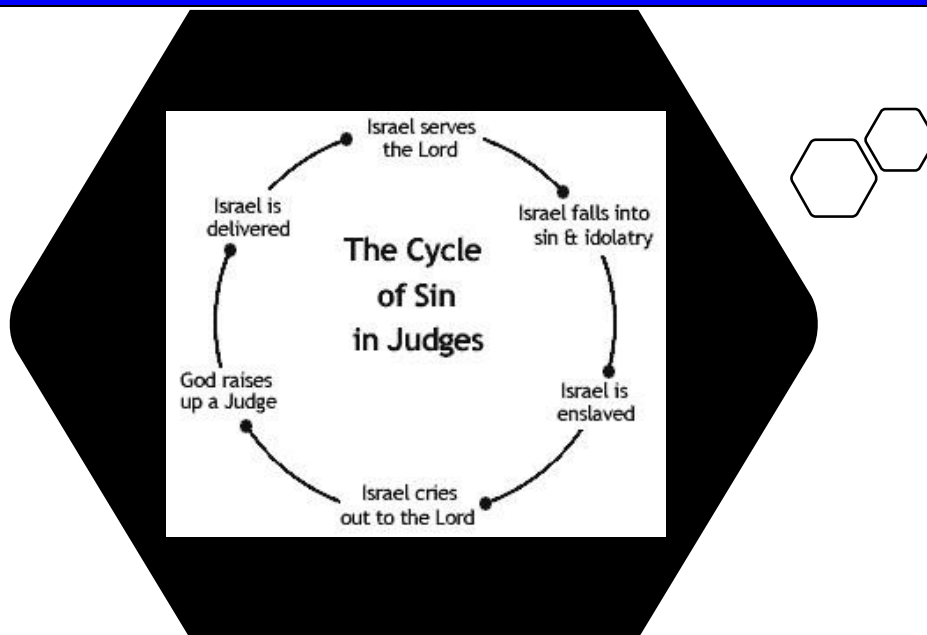 The Cycle
of Sin
in Judges
Israel serves
the Lord
Israel falls into
sin & idolatry
Israel is
enslaved
Israel cries
out to the Lord
God raises
up a Judge
Israel is
delivered